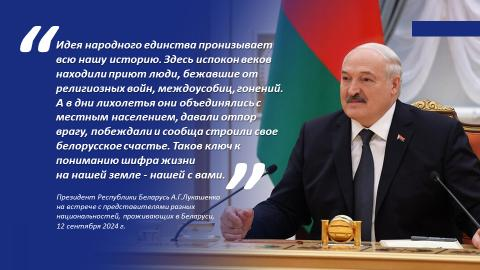 “
Идея народного единства пронизывает
всю нашу историю. Здесь испокон веков
находили приют люди, бежавшие от
религиозных войн, междоусобиц, гонений.
А в дни лихолетья они объединялись с
местным населением, давали отпор
врагу, побеждали и сообща строили свое
белорусское счастье. Таков ключ к
пониманию шифра жизни
на нашей земле - нашей с вами.
”
Президент Республики Беларусь А.Г.Лукашенко
на встрече с представителями разных
национальностей, проживающих в Беларуси,
12 сентября 2024 г.